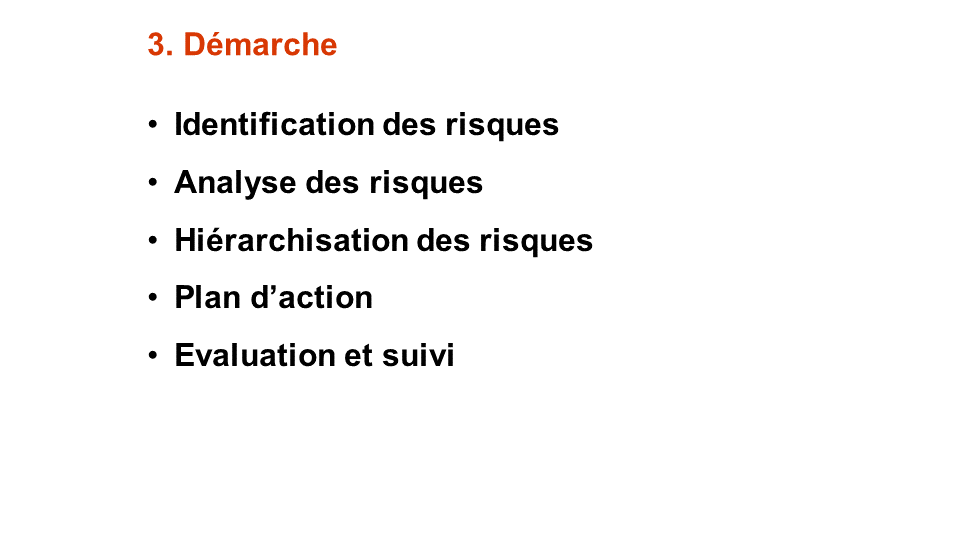 3. Démarche
• Identification des risques
• Analyse des risques
• Hiérarchisation des risques
• Plan d’action
• Evaluation et suivi